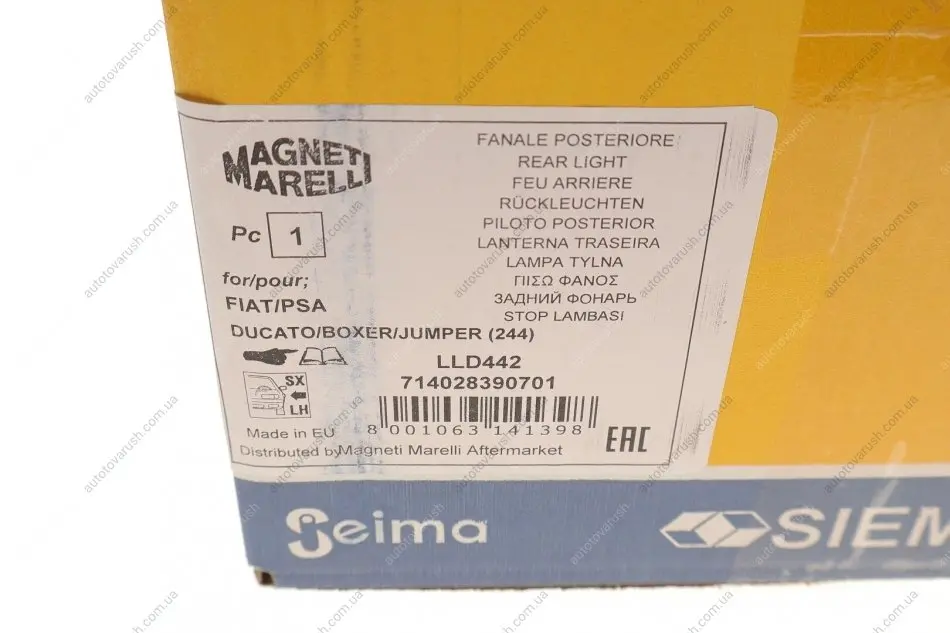 MAGNETI
MARELLI
Pc 1
for/pour;
FIAT/PSA
DUCATO/BOXER/JUMPER (244)
FANALE POSTERIORE
REAR LIGHT
FEU ARRIERE
RÜCKLEUCHTEN
PILOTO POSTERIOR
LANTERNA TRASEIRA
LAMPA TYLNA
ΠΙΣΩ ΦΑΝΟΣ
ЗАДНИЙ ФОНАРЬ
STOP LAMBASI
LLD442
714028390701
SX
LH
8 001063 141398
Made in EU
Distributed by Magneti Marelli Aftermarket
EAC
Seima
SIEM
autotovarush.com.ua